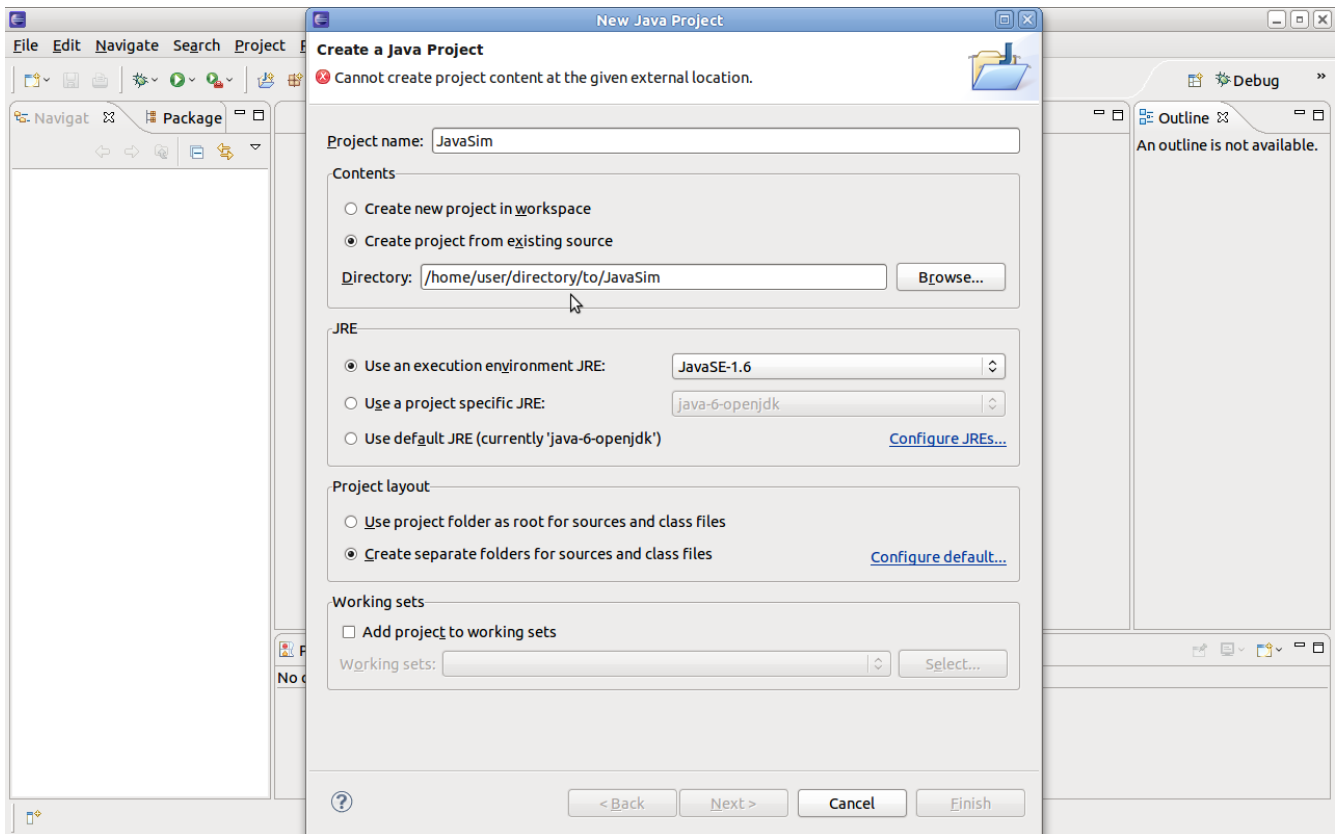 New Java Project
File Edit Navigate Search Project
Create a Java Project
Cannot create project content at the given external location.
Debug »
Navigat Package Outline
An outline is not available.
Project name: JavaSim
Contents
Create new project in workspace
Create project from existing source
Directory: /home/user/directory/to/JavaSim Browse...
JRE
Use an execution environment JRE: JavaSE-1.6
Use a project specific JRE: java-6-openjdk
Use default JRE (currently 'java-6-openjdk') Configure JREs...
Project layout
Use project folder as root for sources and class files
Create separate folders for sources and class files Configure default...
Working sets
Add project to working sets
Working sets: Select...
No
< Back Next > Cancel Finish